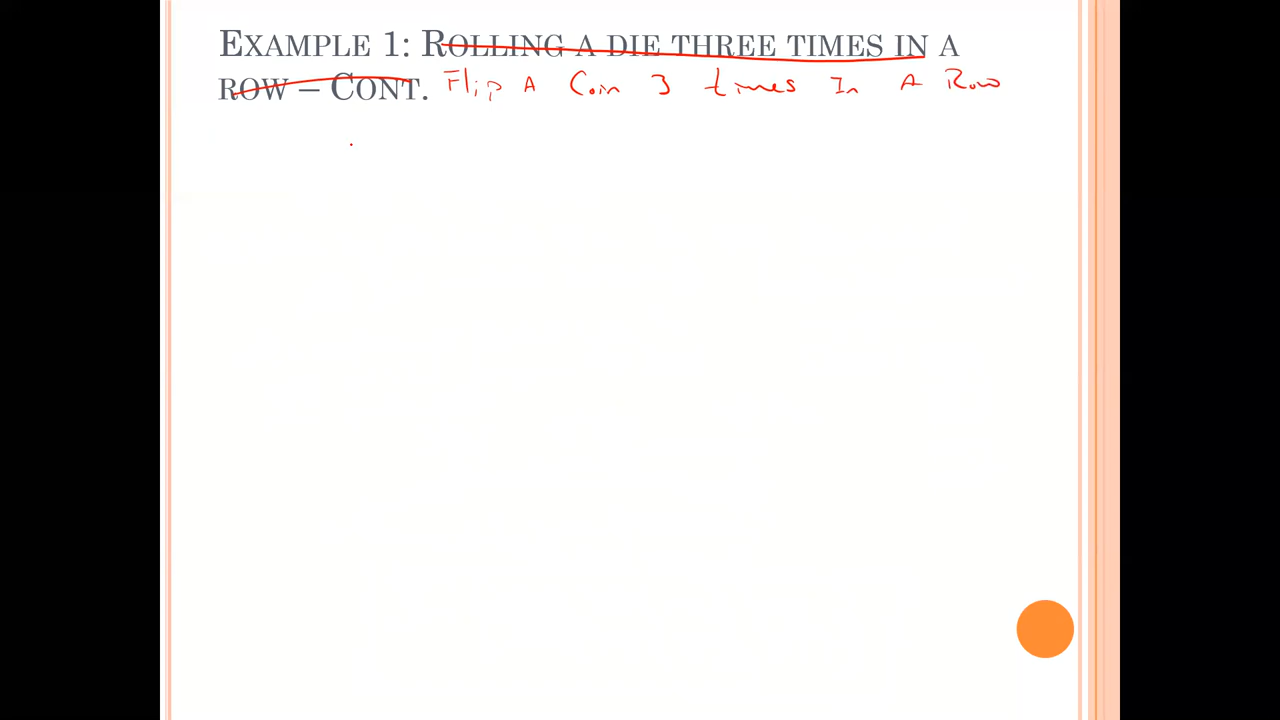 EXAMPLE 1: ROLLING A DIE THREE TIMES IN A
ROW – CONT. Flip A Coin 3 times In A Row